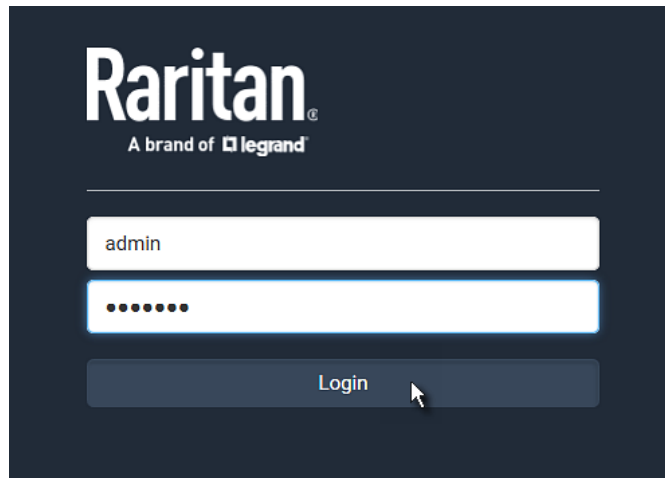 Raritan®
A brand of legrand®
admin
•••••••
Login